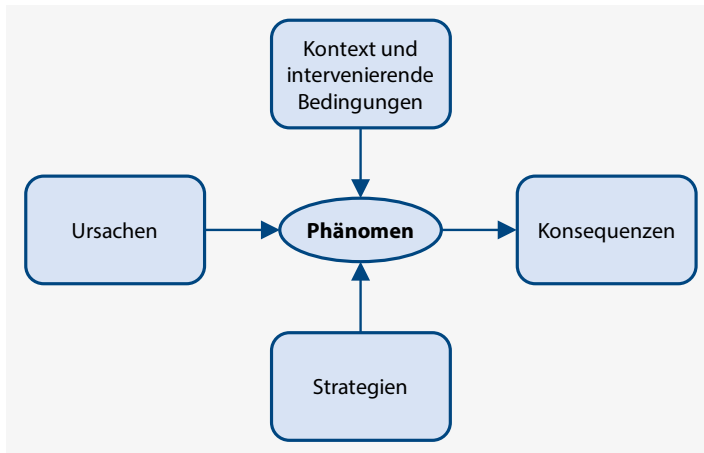 Kontext und
intervenierende
Bedingungen
Ursachen
Phänomen
Konsequenzen
Strategien